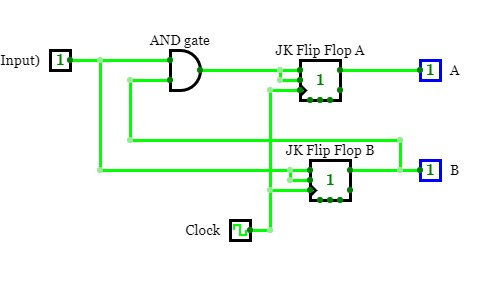 AND gate
JK Flip Flop A
Input) 1
1
1 A
JK Flip Flop B
1
1 B
Clock